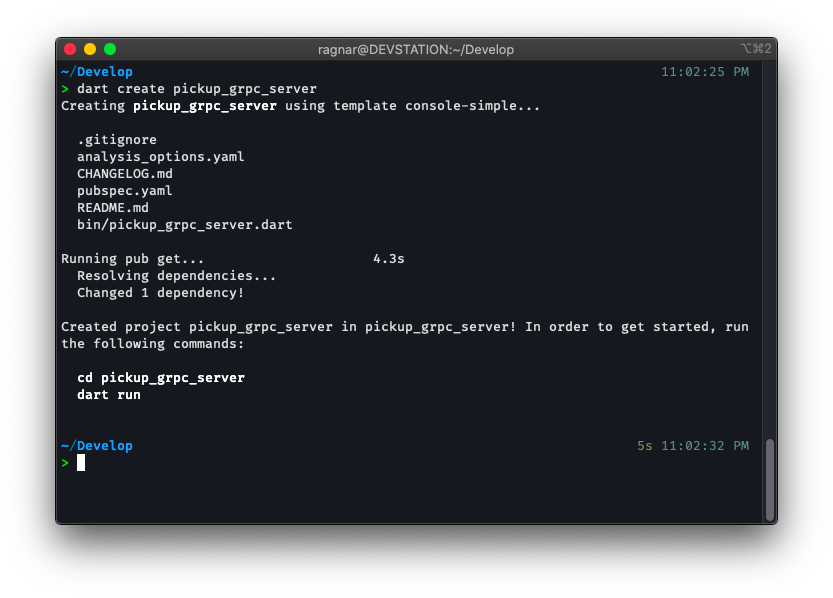 ragnar@DEVSTATION:~/Develop
⌥⌘2
~/Develop 11:02:25 PM
> dart create pickup_grpc_server
Creating pickup_grpc_server using template console-simple...
.gitignore
analysis_options.yaml
CHANGELOG.md
pubspec.yaml
README.md
bin/pickup_grpc_server.dart
Running pub get... 4.3s
Resolving dependencies...
Changed 1 dependency!
Created project pickup_grpc_server in pickup_grpc_server! In order to get started, run
the following commands:
cd pickup_grpc_server
dart run
~/Develop 5s 11:02:32 PM
>